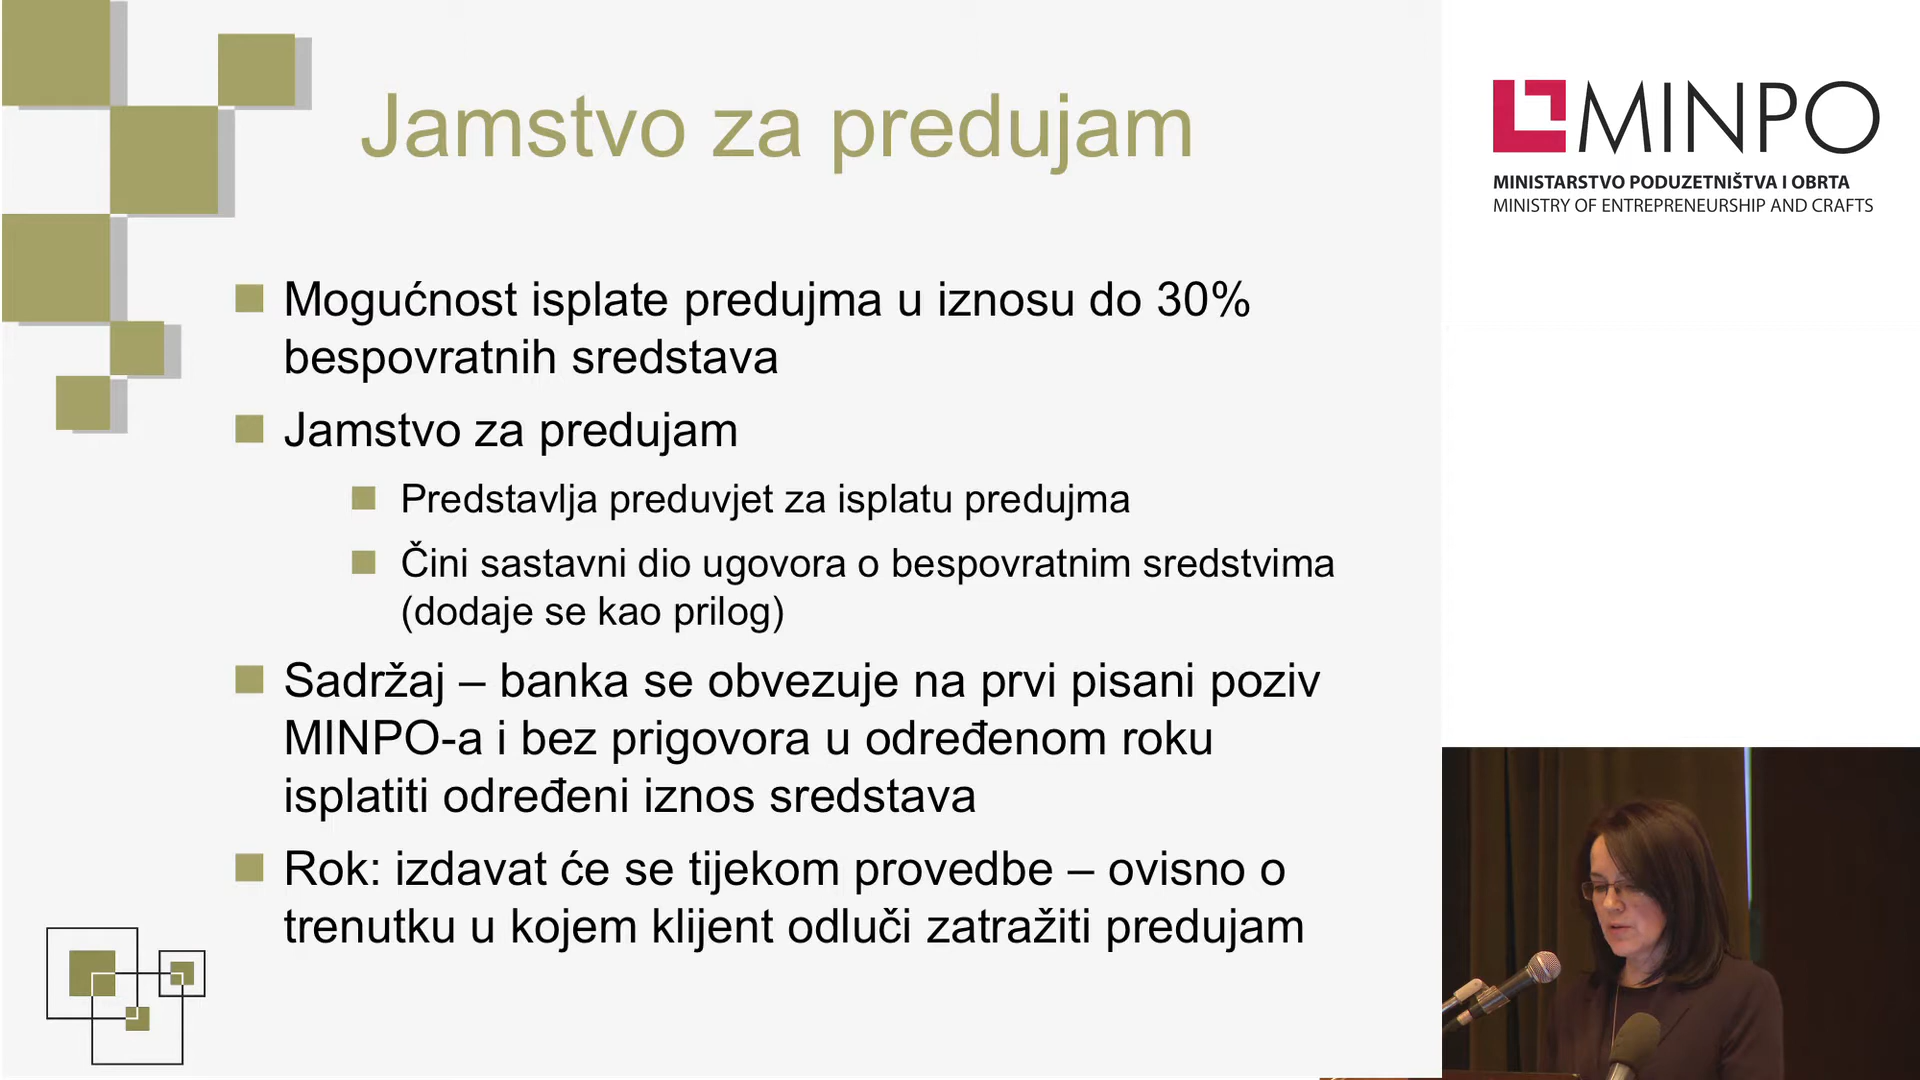 Jamstvo za predujam
Mogućnost isplate predujma u iznosu do 30%
bespovratnih sredstava
Jamstvo za predujam
Predstavlja preduvjet za isplatu predujma
Čini sastavni dio ugovora o bespovratnim sredstvima
(dodaje se kao prilog)
Sadržaj – banka se obvezuje na prvi pisani poziv
MINPO-a i bez prigovora u određenom roku
isplatiti određeni iznos sredstava
Rok: izdavat će se tijekom provedbe – ovisno o
trenutku u kojem klijent odluči zatražiti predujam
MINPO
MINISTARSTVO PODUZETNIŠTVA I OBRTA
MINISTRY OF ENTREPRENEURSHIP AND CRAFTS